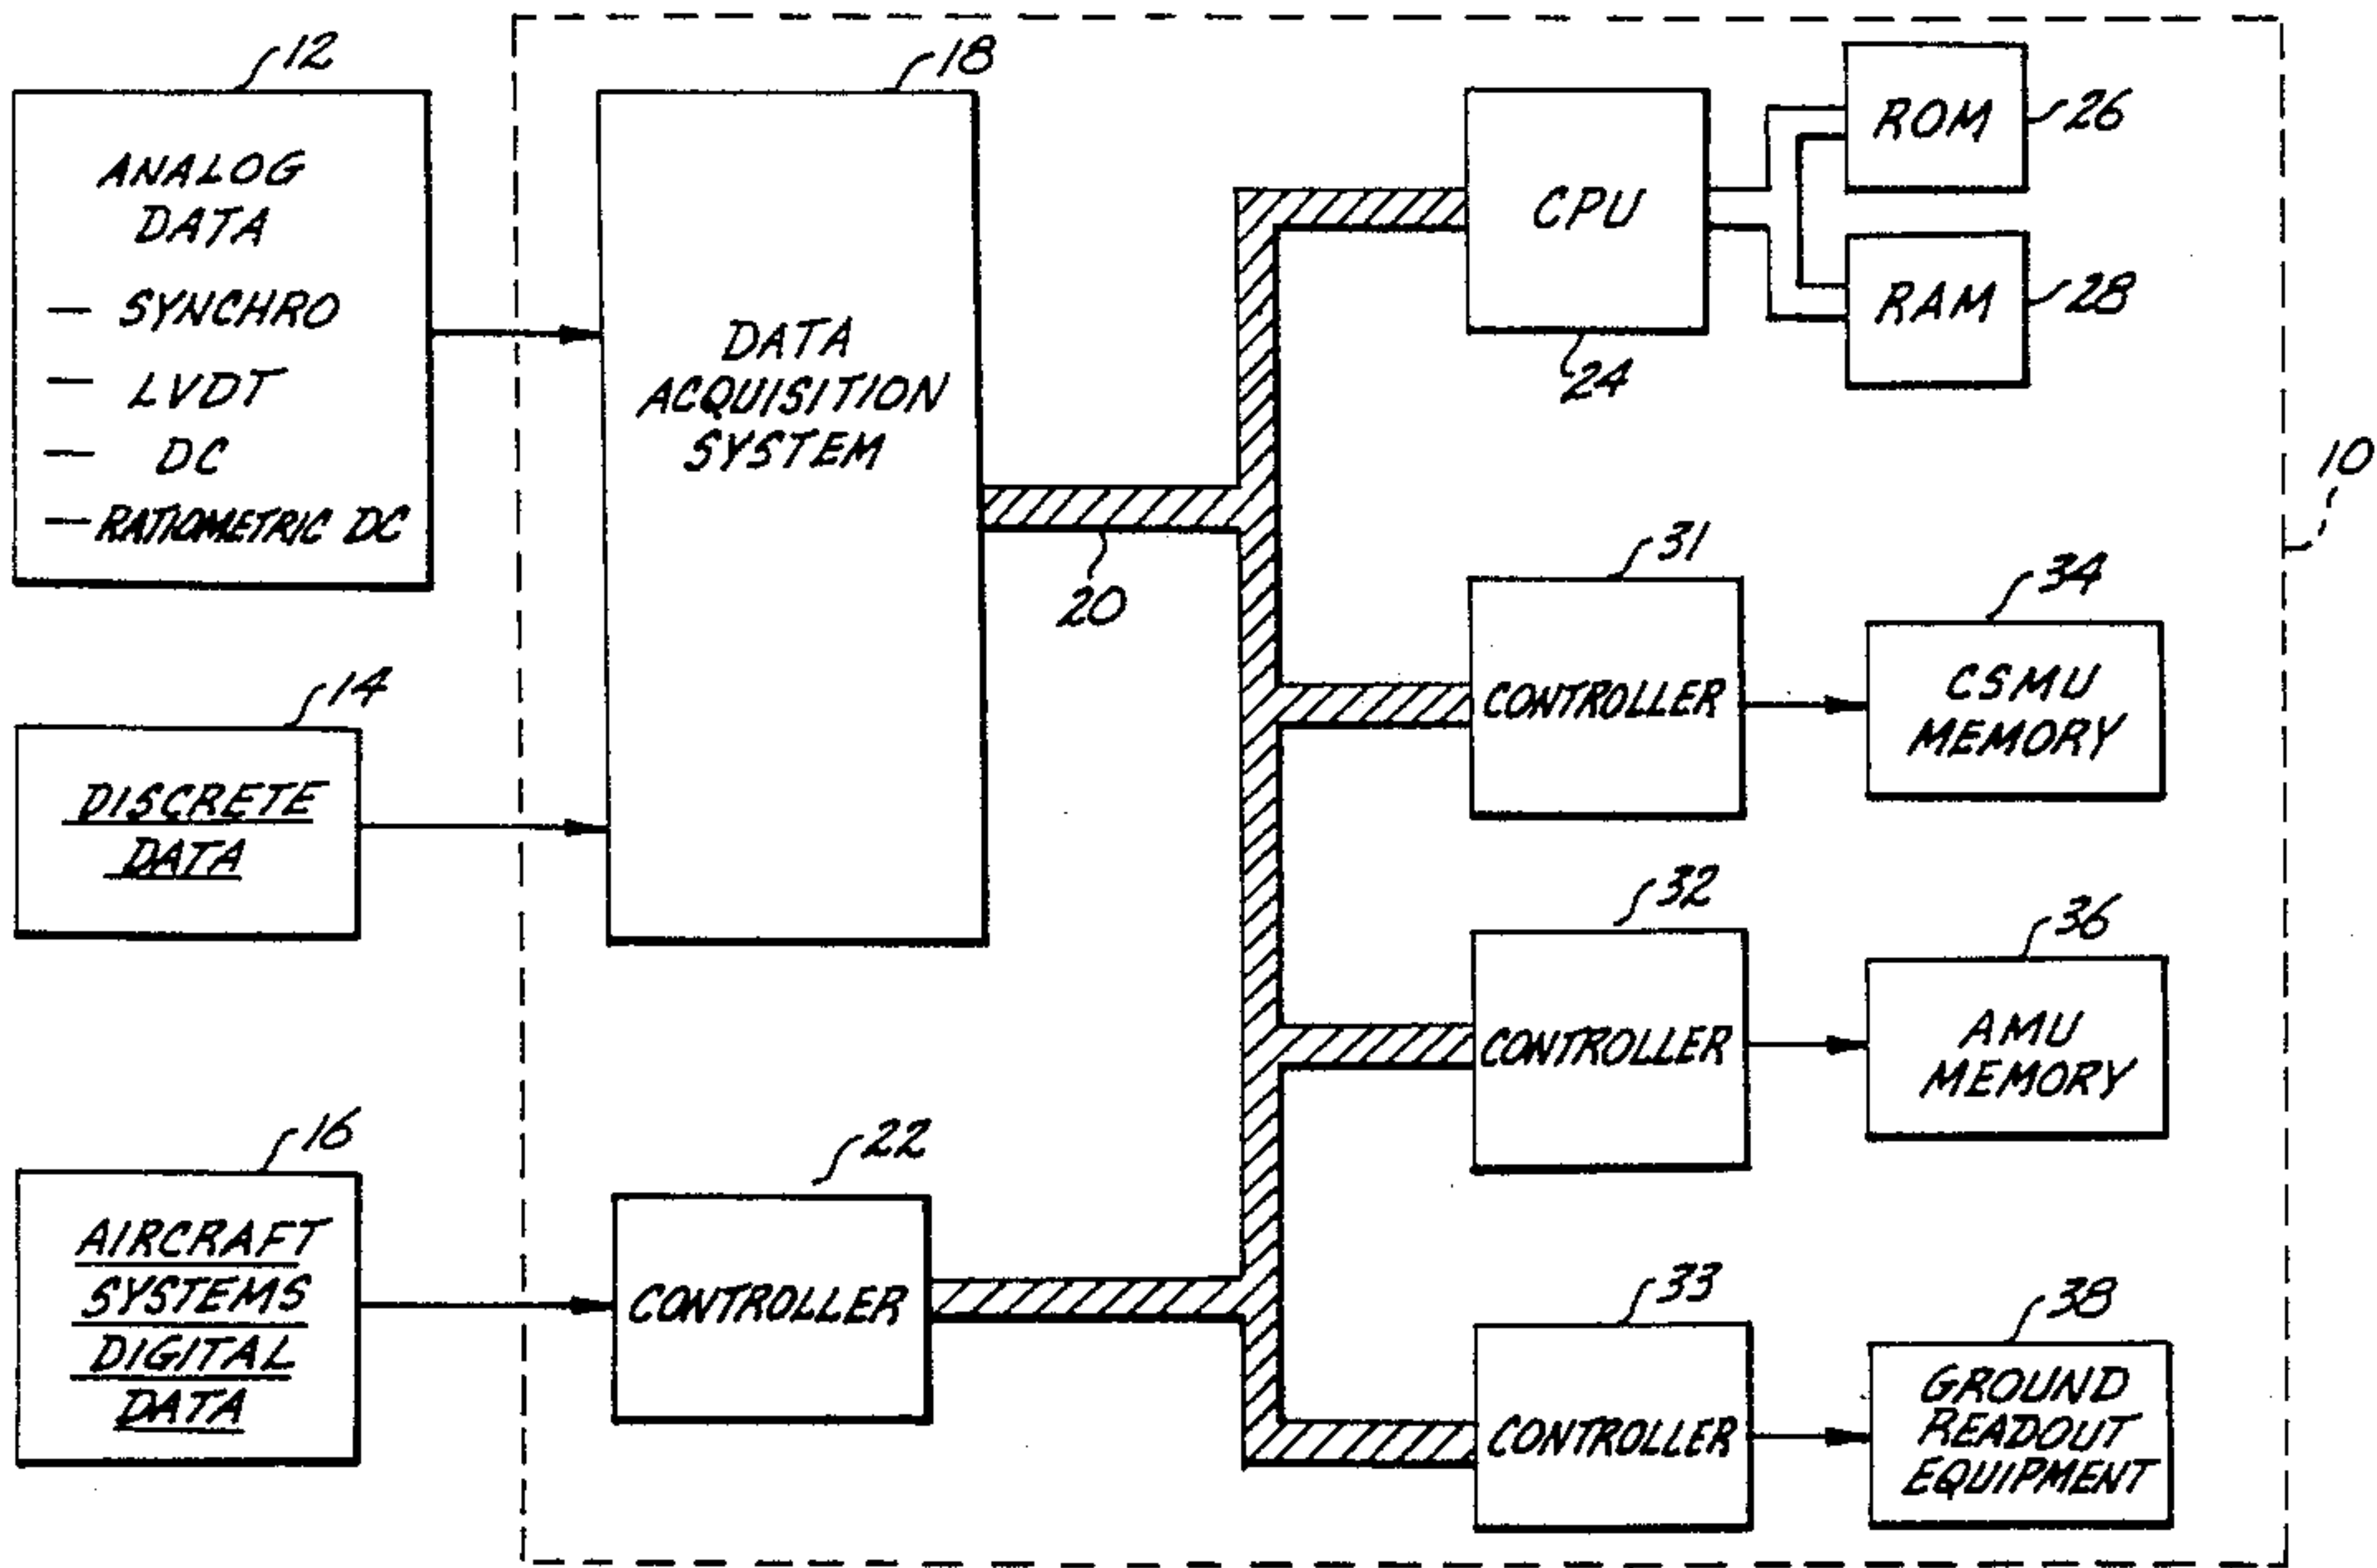 12
ANALOG
DATA
— SYNCHRO
— LVDT
— DC
— RATIOMETRIC DC
14
DISCRETE
DATA
16
AIRCRAFT
SYSTEMS
DIGITAL
DATA
18
DATA
ACQUISITION
SYSTEM
20
22
CONTROLLER
CPU
24
ROM
26
RAM
28
10
31
CONTROLLER
34
CSMU
MEMORY
32
CONTROLLER
36
AMU
MEMORY
33
CONTROLLER
38
GROUND
READOUT
EQUIPMENT